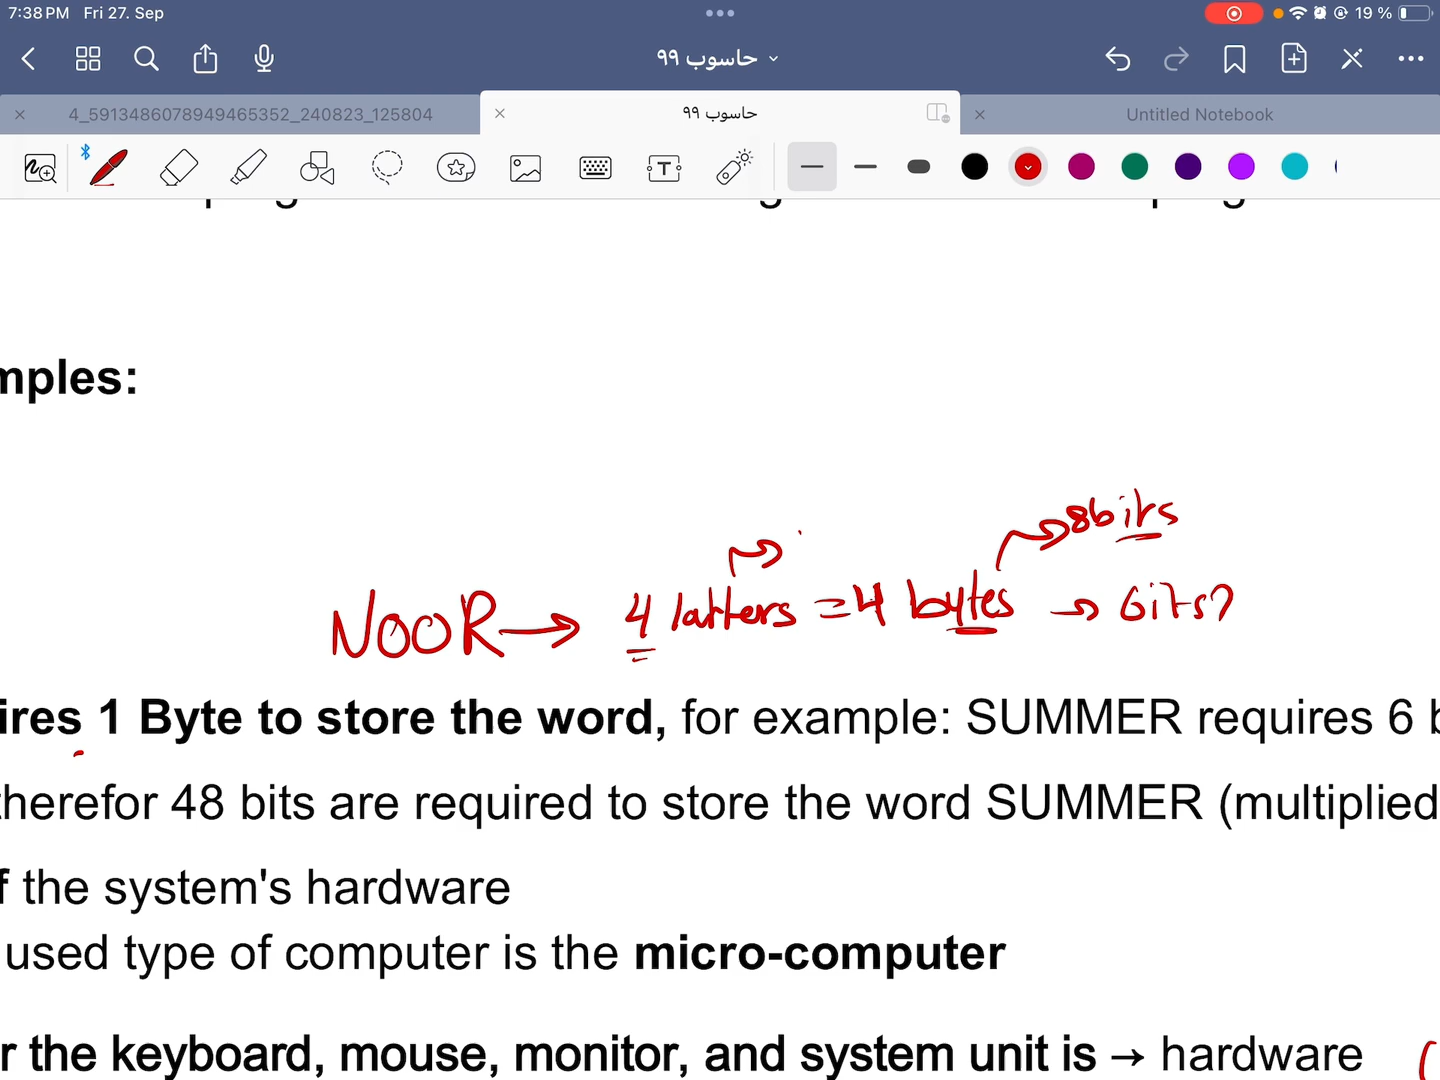 7:38 PM Fri 27. Sep
19 %
حاسوب ٩٩
4_5913486078949465352_240823_125804
حاسوب ٩٩
Untitled Notebook
mples:
8bits
NOOR → 4 latters = 4 bytes → bits?
ires 1 Byte to store the word, for example: SUMMER requires 6 b
therefor 48 bits are required to store the word SUMMER (multiplied
f the system's hardware
used type of computer is the micro-computer
r the keyboard, mouse, monitor, and system unit is → hardware